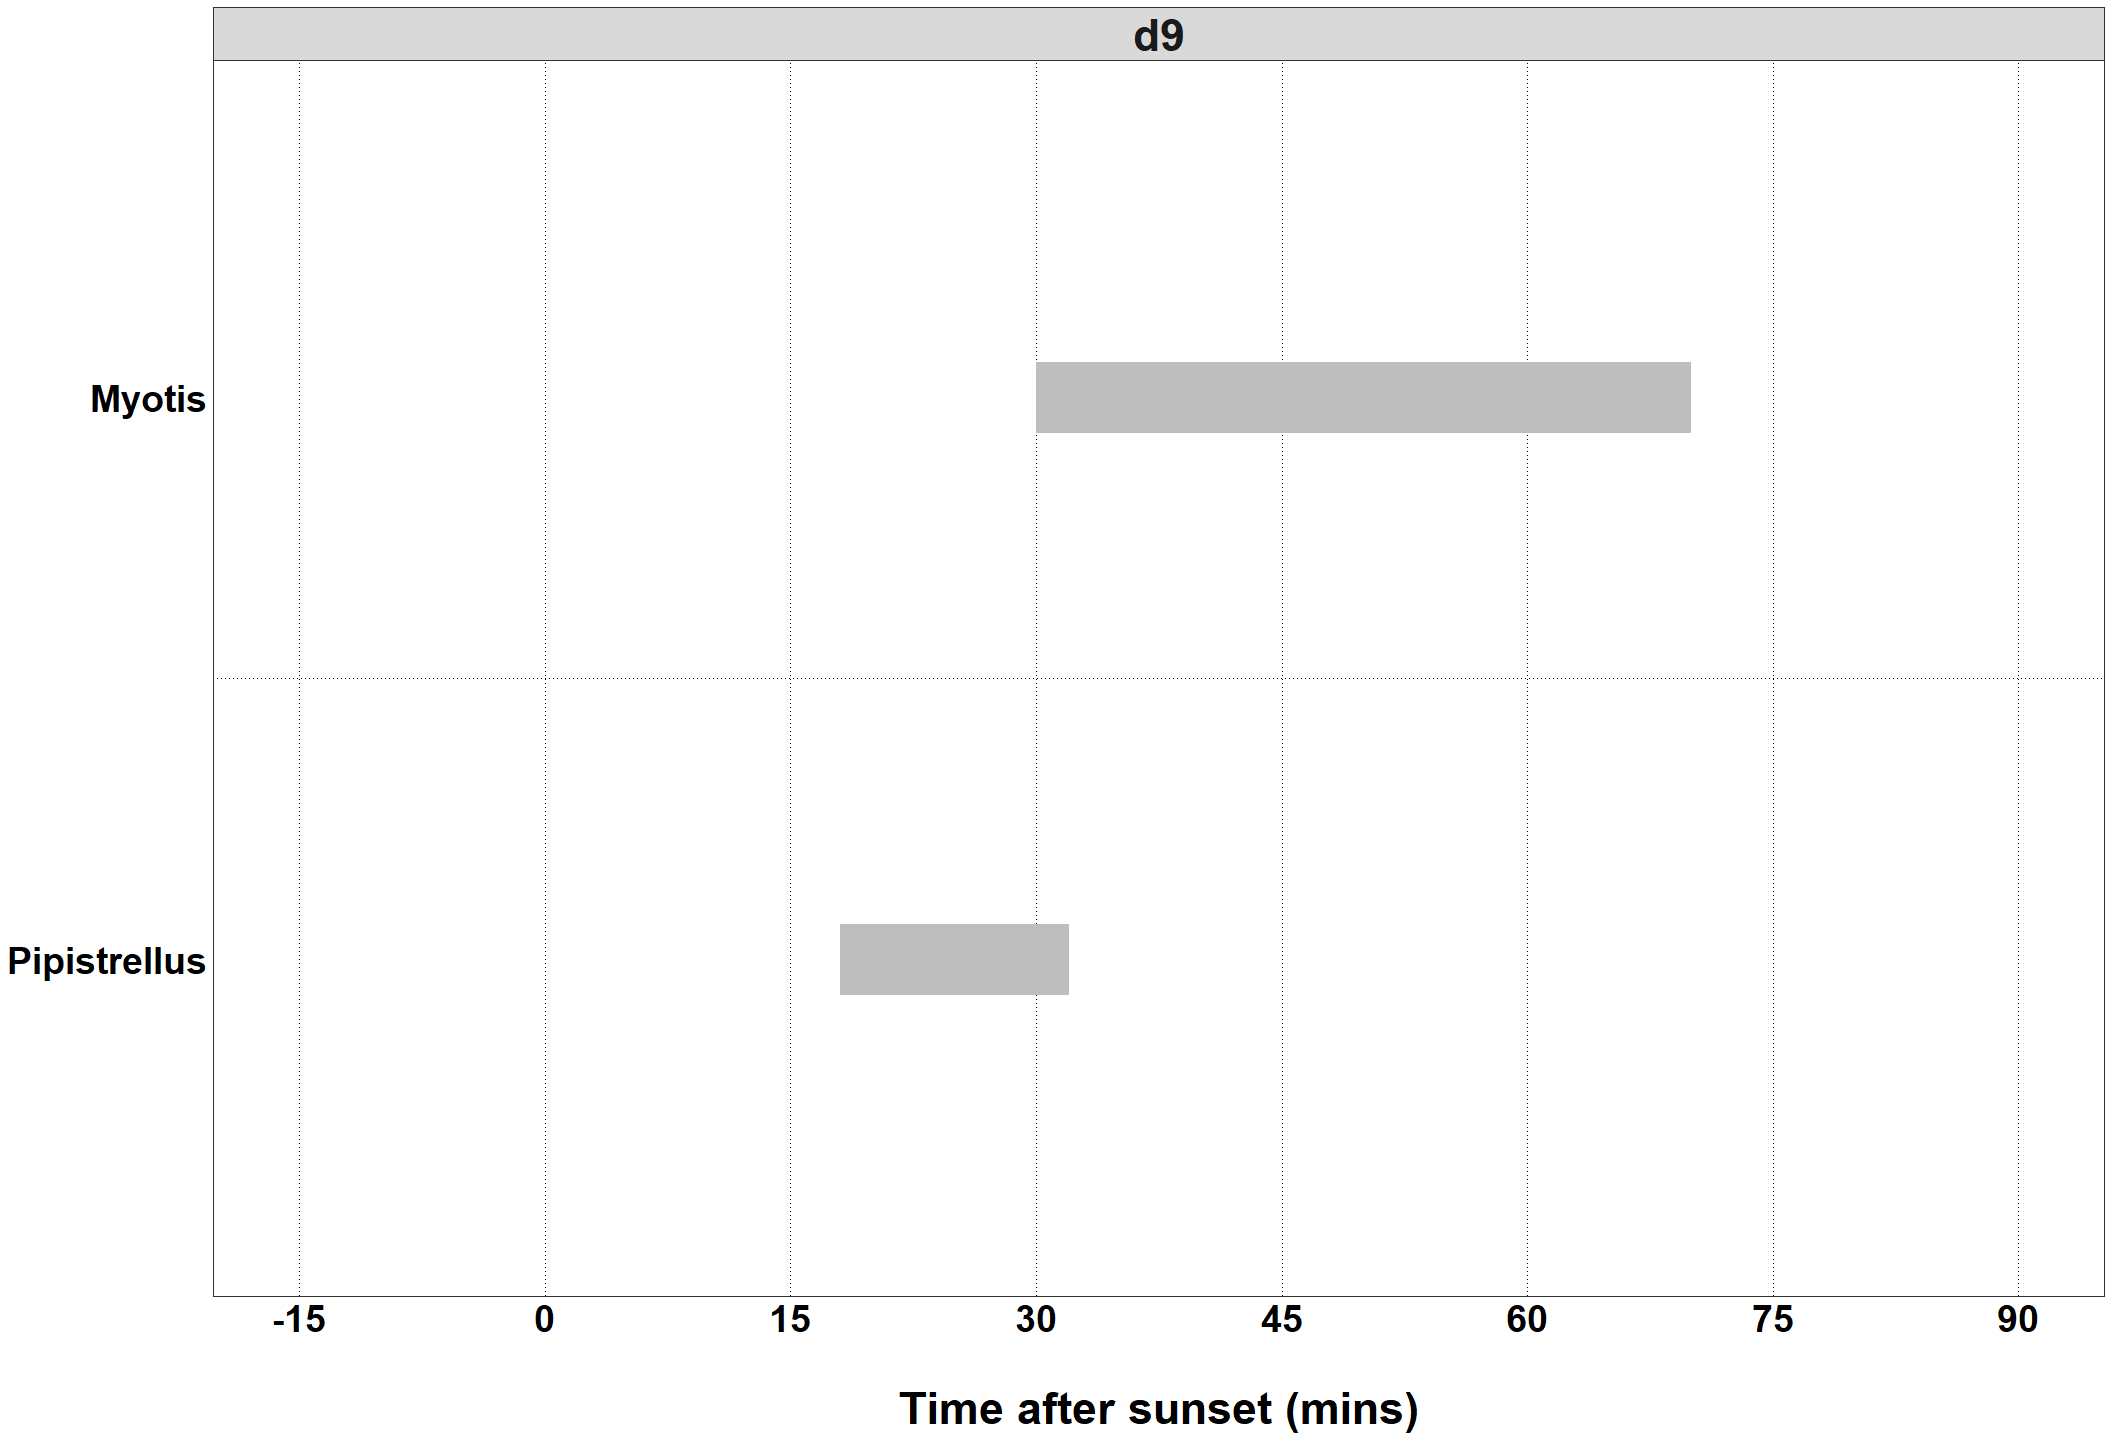 d9
Myotis
Pipistrellus
-15 0 15 30 45 60 75 90
Time after sunset (mins)